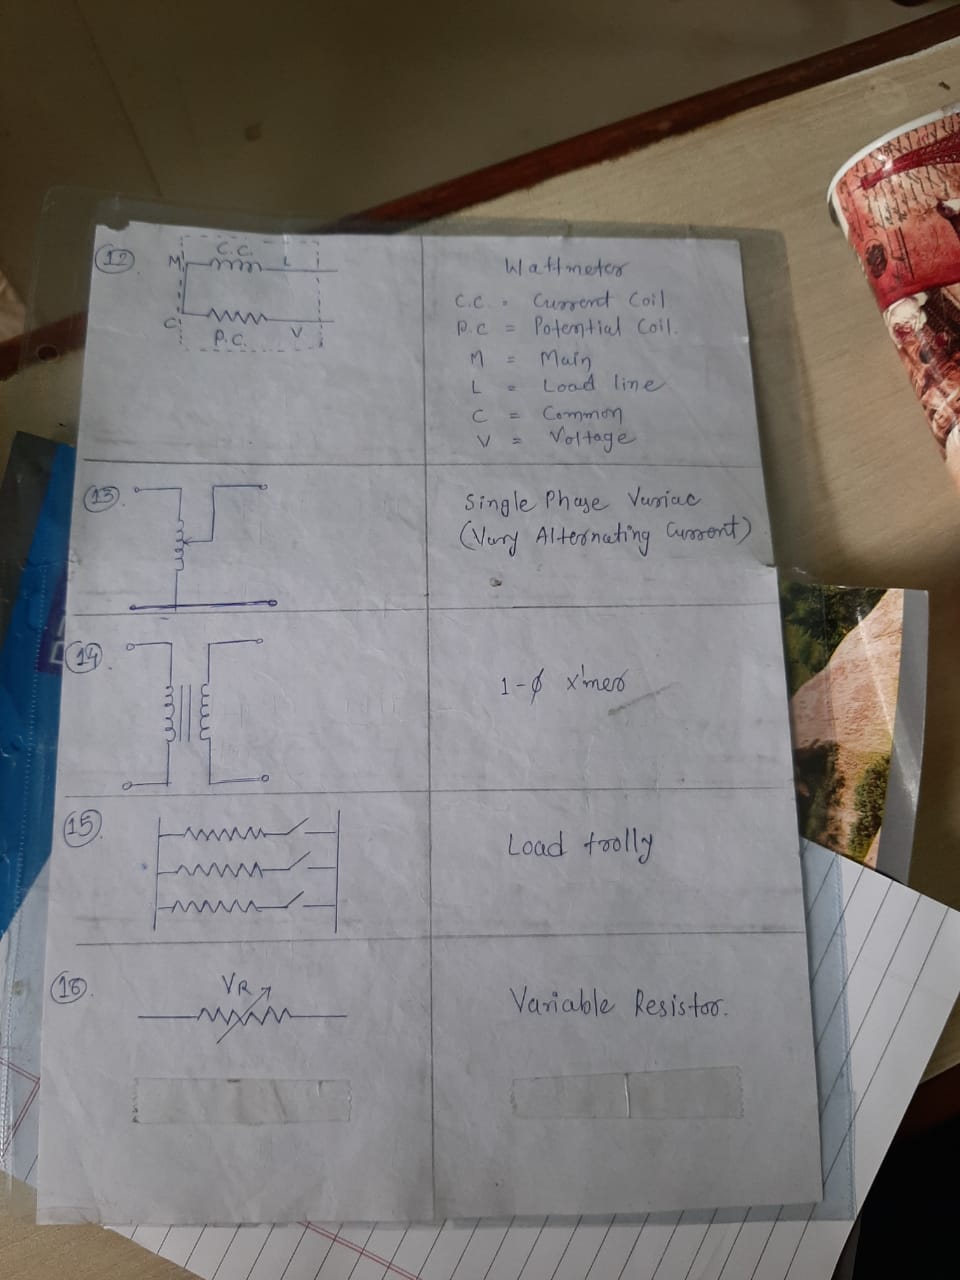 12
C.C.
M L
C V
P.C.
Wattmeter
C.C. = Current Coil
P.C = Potential Coil.
M = Main
L = Load line
C = Common
V = Voltage
13.
Single Phase Variac
(Vary Alternating Current)
14.
1-ϕ x'mer
15.
Load trolly
16.
VR
Variable Resistor.